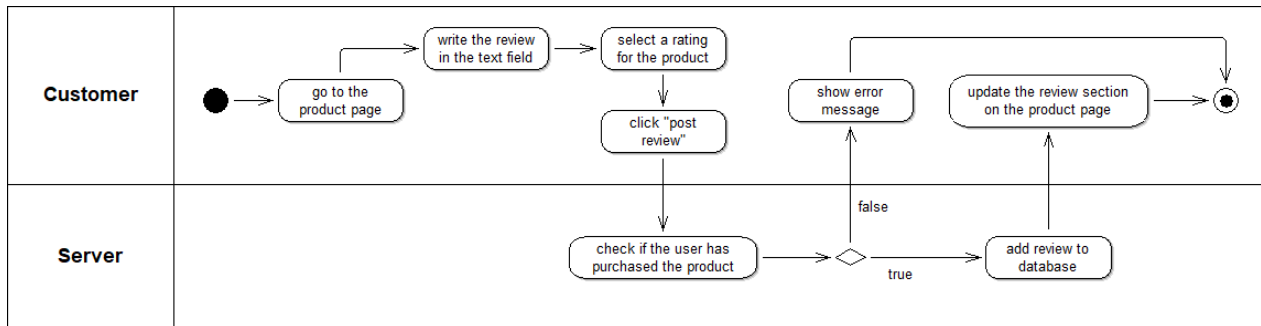 Customer
go to the
product page
write the review
in the text field
select a rating
for the product
click "post
review"
show error
message
update the review section
on the product page
Server
check if the user has
purchased the product
false
true
add review to
database